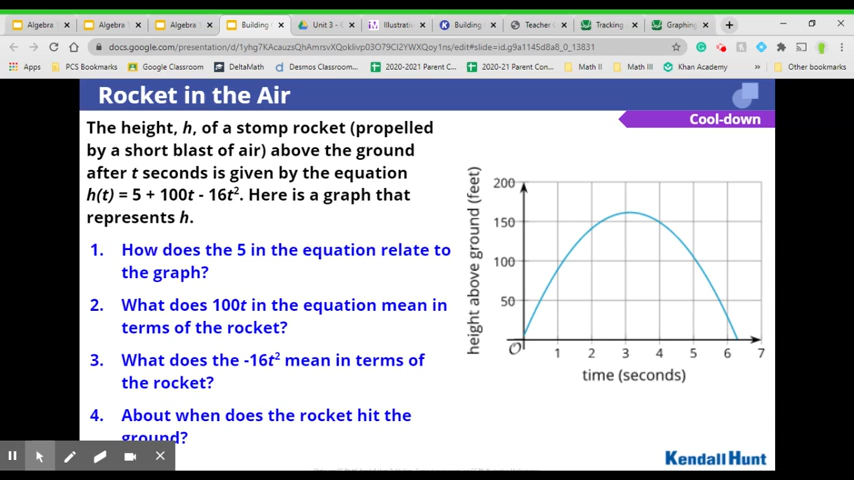 Algebra 1
Algebra 1
Algebra 1
Building
Unit 3 -
Illustrati
Building
Teacher
Tracking
Graphing
docs.google.com/presentation/d/1yhg7KAcauzsQhAmrsvXQoklivp03O79Cl2YWXQoy1ns/edit#slide=id.g9a1145d8a8_0_13831
Apps
PCS Bookmarks
Google Classroom
DeltaMath
Desmos Classroom...
2020-2021 Parent C...
2020-21 Parent Con...
Math II
Math III
Khan Academy
»
Other bookmarks
Rocket in the Air
Cool-down
The height, h, of a stomp rocket (propelled
by a short blast of air) above the ground
after t seconds is given by the equation
h(t) = 5 + 100t - 16t². Here is a graph that
represents h.
1. How does the 5 in the equation relate to
the graph?
2. What does 100t in the equation mean in
terms of the rocket?
3. What does the -16t² mean in terms of
the rocket?
4. About when does the rocket hit the
ground?
height above ground (feet)
200
150
100
50
O
1 2 3 4 5 6 7
time (seconds)
Kendall Hunt